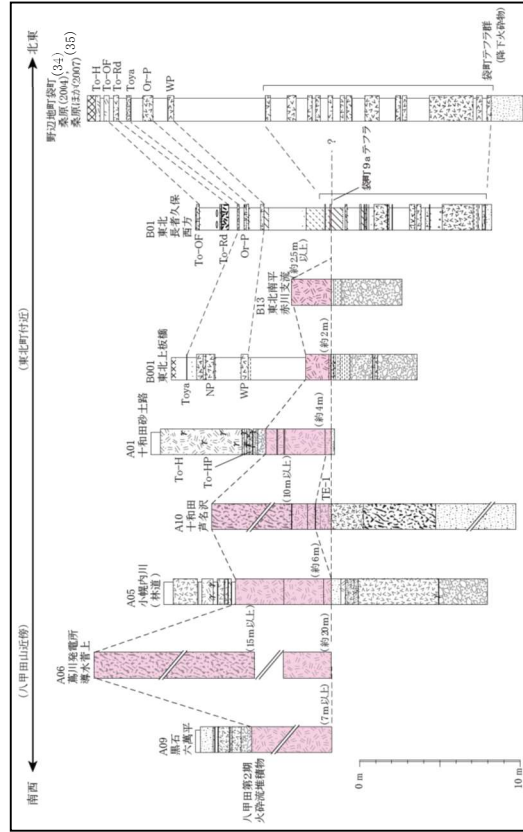 南西
(八甲田山近傍)
(東北町付近)
北東
A09
黒石
六萬平
A06
蔦川発電所
導水菅上
A05
小幌内川
(林道)
A10
十和田
芦名沢
A01
十和田砂土路
B001
東北上板橋
B13
東北南平
赤川支流
B01
東北
長者久保
西方
野辺地町袋町
桑原(2004)(34),
桑原ほか(2007)(35)
To-H
To-HP
Toya
NP
WP
To-OF
To-Rd
Or-P
To-H
To-OF
To-Rd
Toya
Or-P
WP
八甲田第2期
火砕流堆積物
(7m以上)
(15m以上)
(約20m)
(約6m)
(10m以上)
TE-1
(約4m)
(約2m)
(約2.5m
以上)
?
袋町9aテフラ
袋町テフラ群
(降下火砕物)
0 m
10 m